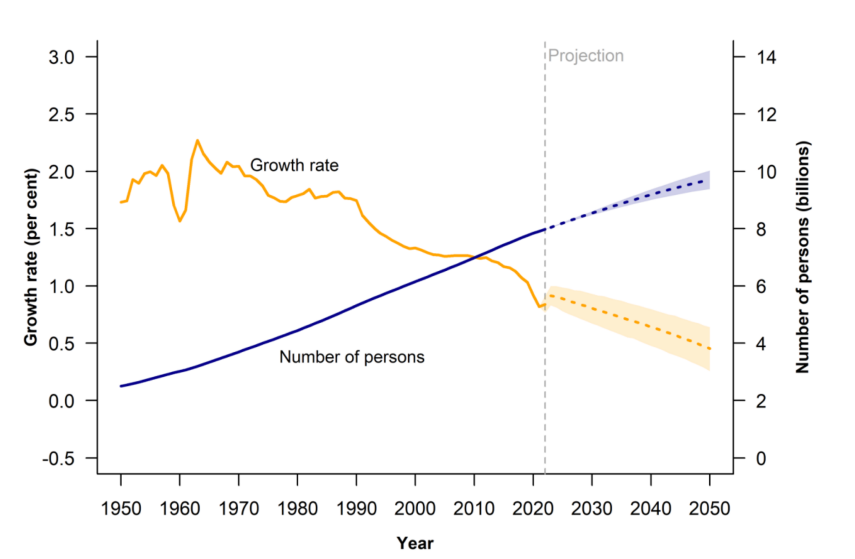 Projection
Growth rate
Number of persons
Growth rate (per cent)
3.0
2.5
2.0
1.5
1.0
0.5
0.0
-0.5
14
12
10
8
6
4
2
0
Number of persons (billions)
1950 1960 1970 1980 1990 2000 2010 2020 2030 2040 2050
Year